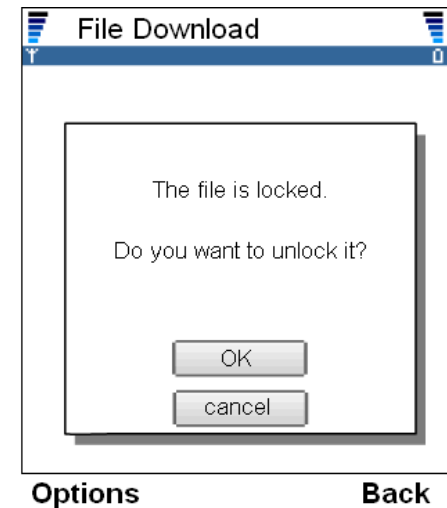 File Download
The file is locked.
Do you want to unlock it?
OK
cancel
Options Back